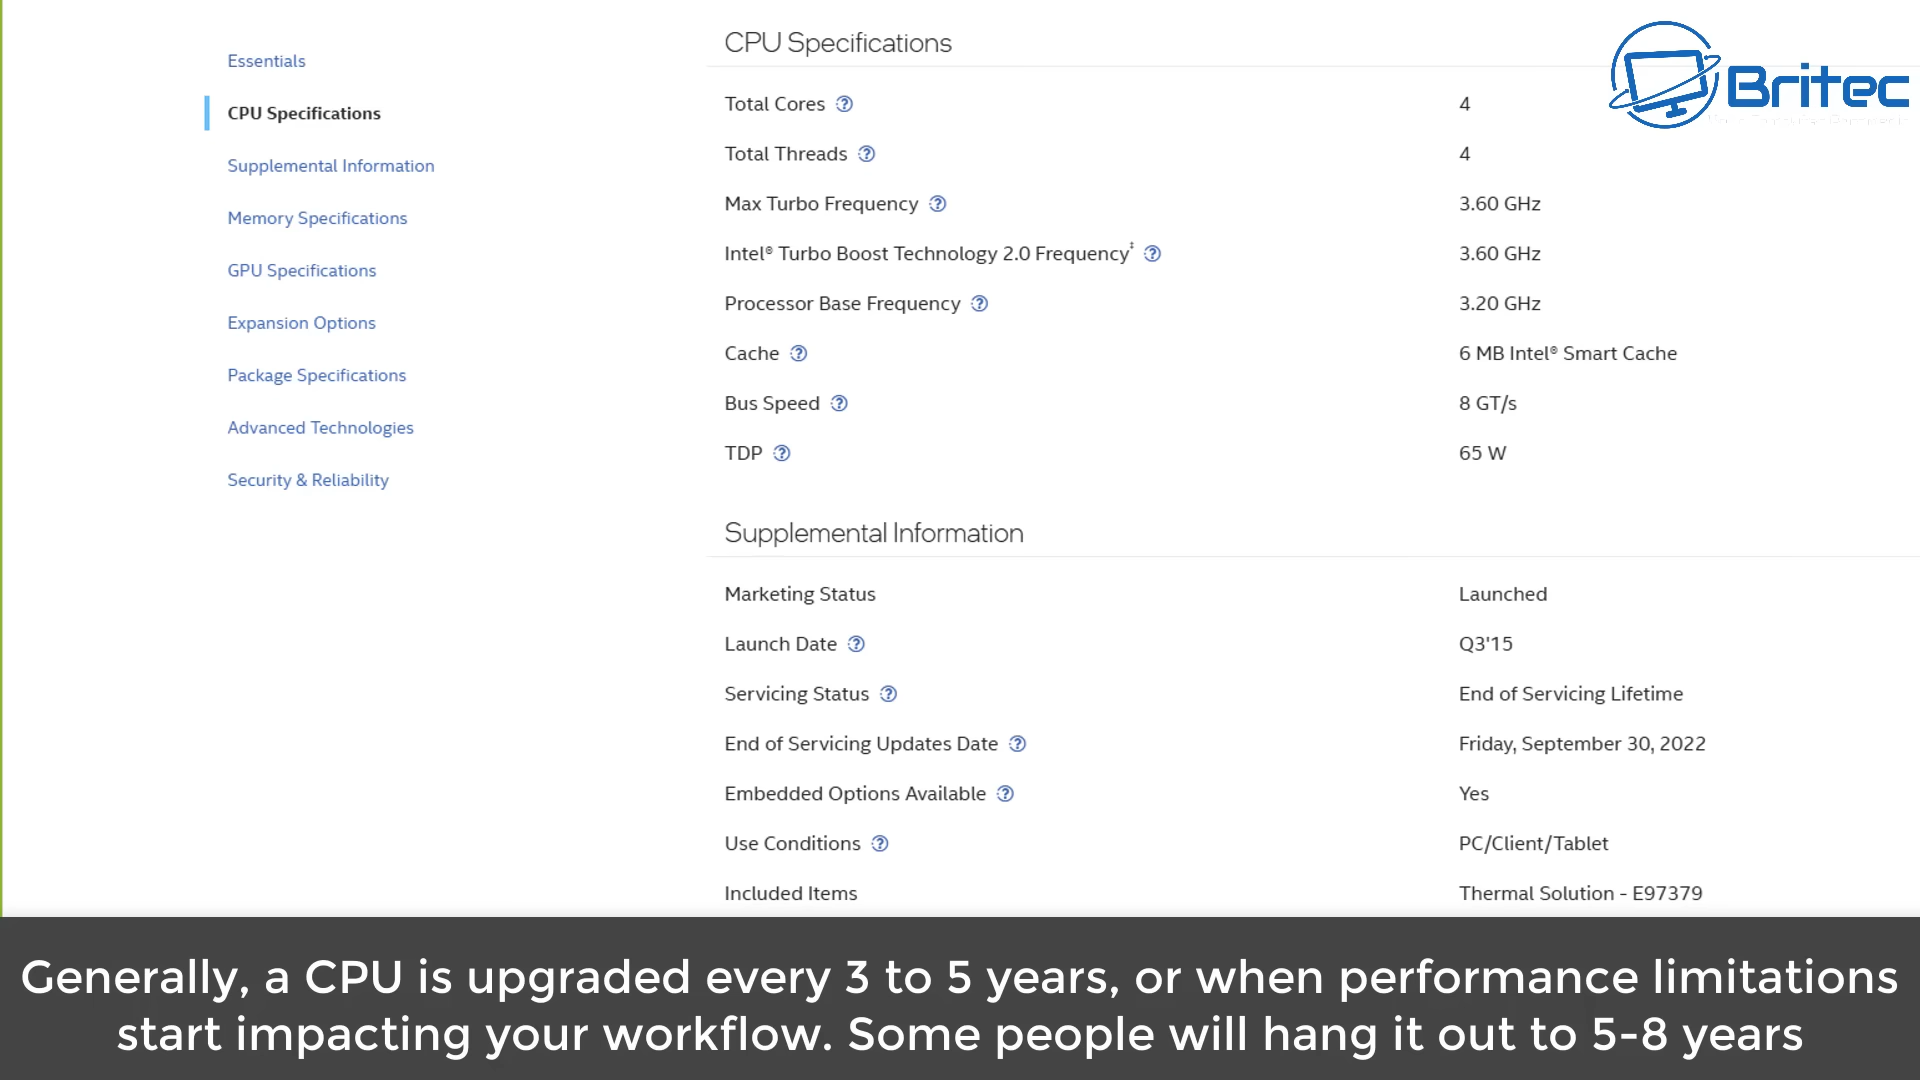 Essentials
CPU Specifications
Supplemental Information
Memory Specifications
GPU Specifications
Expansion Options
Package Specifications
Advanced Technologies
Security & Reliability
CPU Specifications
Total Cores ? 4
Total Threads ? 4
Max Turbo Frequency ? 3.60 GHz
Intel® Turbo Boost Technology 2.0 Frequency‡ ? 3.60 GHz
Processor Base Frequency ? 3.20 GHz
Cache ? 6 MB Intel® Smart Cache
Bus Speed ? 8 GT/s
TDP ? 65 W
Supplemental Information
Marketing Status Launched
Launch Date ? Q3'15
Servicing Status ? End of Servicing Lifetime
End of Servicing Updates Date ? Friday, September 30, 2022
Embedded Options Available ? Yes
Use Conditions ? PC/Client/Tablet
Included Items Thermal Solution - E97379
Britec
Generally, a CPU is upgraded every 3 to 5 years, or when performance limitations
start impacting your workflow. Some people will hang it out to 5-8 years